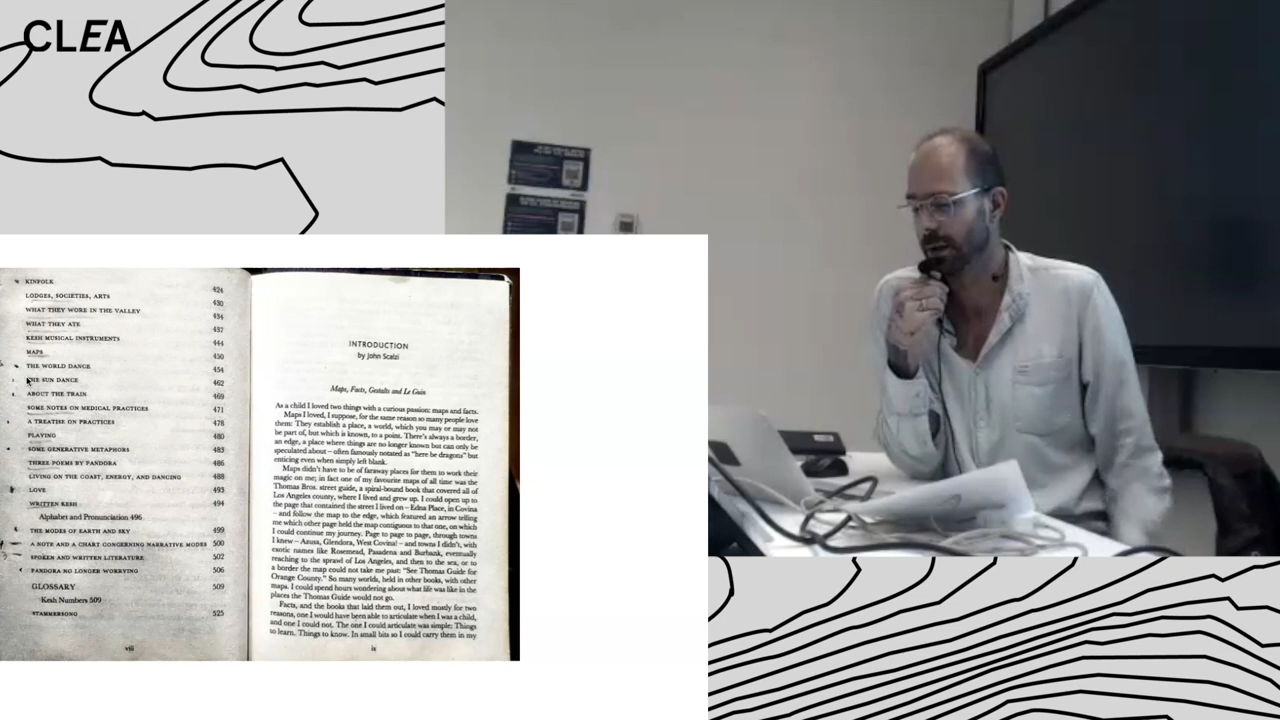 CLEA
KINFOLK 424
LODGES, SOCIETIES, ARTS 430
WHAT THEY WORE IN THE VALLEY 434
WHAT THEY ATE 437
KESH MUSICAL INSTRUMENTS 444
MAPS 450
THE WORLD DANCE 454
THE SUN DANCE 462
ABOUT THE TRAIN 469
SOME NOTES ON MEDICAL PRACTICES 471
A TREATISE ON PRACTICES 478
PLAYING 480
SOME GENERATIVE METAPHORS 483
THREE POEMS BY PANDORA 486
LIVING ON THE COAST, ENERGY, AND DANCING 488
LOVE 493
WRITTEN KESH 494
Alphabet and Pronunciation 496
THE MODES OF EARTH AND SKY 499
A NOTE AND A CHART CONCERNING NARRATIVE MODES 500
SPOKEN AND WRITTEN LITERATURE 502
PANDORA NO LONGER WORRYING 506
GLOSSARY 509
Kesh Numbers 509
STAMMERSONG 525
viii
INTRODUCTION
by John Scalzi
Maps, Facts, Gestalts and Le Guin
As a child I loved two things with a curious passion: maps and facts.
Maps I loved, I suppose, for the same reason so many people love
them: They establish a place, a world, which you may or may not
be part of, but which is known, to a point. There's always a border,
an edge, a place where things are no longer known but can only be
speculated about – often famously notated as "here be dragons" but
enticing even when simply left blank.
Maps didn't have to be of faraway places for them to work their
magic on me; in fact one of my favourite maps of all time was the
Thomas Bros. street guide, a spiral-bound book that covered all of
Los Angeles county, where I lived and grew up. I could open up to
the page that contained the street I lived on – Edna Place, in Covina
– and follow the map to the edge, which featured an arrow telling
me which other page held the map contiguous to that one, on which
I could continue my journey. Page to page to page, through towns
I knew – Azusa, Glendora, West Covina! – and towns I didn't, with
exotic names like Rosemead, Pasadena and Burbank, eventually
reaching to the sprawl of Los Angeles, and then to the sea, or to
a border the map could not take me past: "See Thomas Guide for
Orange County." So many worlds, held in other books, with other
maps. I could spend hours wondering about what life was like in the
places the Thomas Guide would not go.
Facts, and the books that laid them out, I loved mostly for two
reasons, one I would have been able to articulate when I was a child,
and one I could not. The one I could articulate was simple: Things
to learn. Things to know. In small bits so I could carry them in my
ix